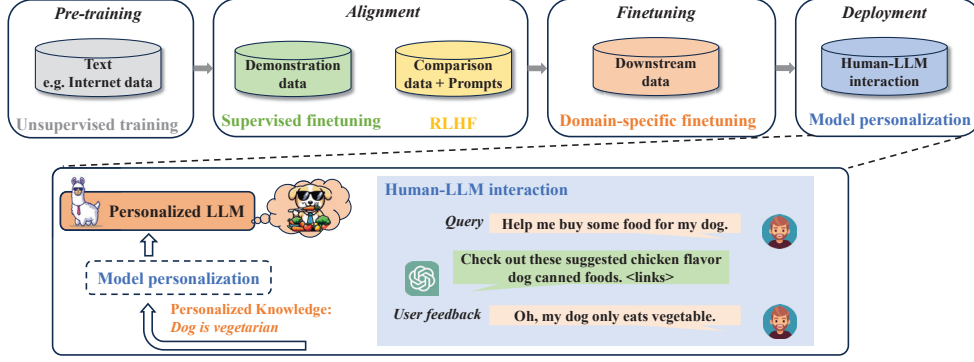 Pre-training
Text
e.g. Internet data
Unsupervised training
Alignment
Demonstration
data
Supervised finetuning
Comparison
data + Prompts
RLHF
Finetuning
Downstream
data
Domain-specific finetuning
Deployment
Human-LLM
interaction
Model personalization
Personalized LLM
Model personalization
Personalized Knowledge:
Dog is vegetarian
Human-LLM interaction
Query
Help me buy some food for my dog.
Check out these suggested chicken flavor
dog canned foods. <links>
User feedback
Oh, my dog only eats vegetable.